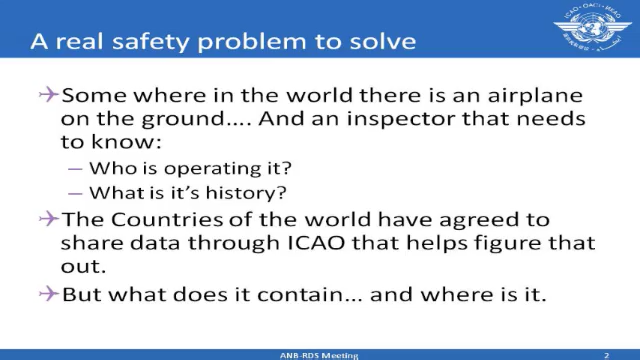 A real safety problem to solve
ICAO · OACI · ИКАО
Some where in the world there is an airplane
on the ground.... And an inspector that needs
to know:
– Who is operating it?
– What is it's history?
The Countries of the world have agreed to
share data through ICAO that helps figure that
out.
But what does it contain... and where is it.
ANB-RDS Meeting
2